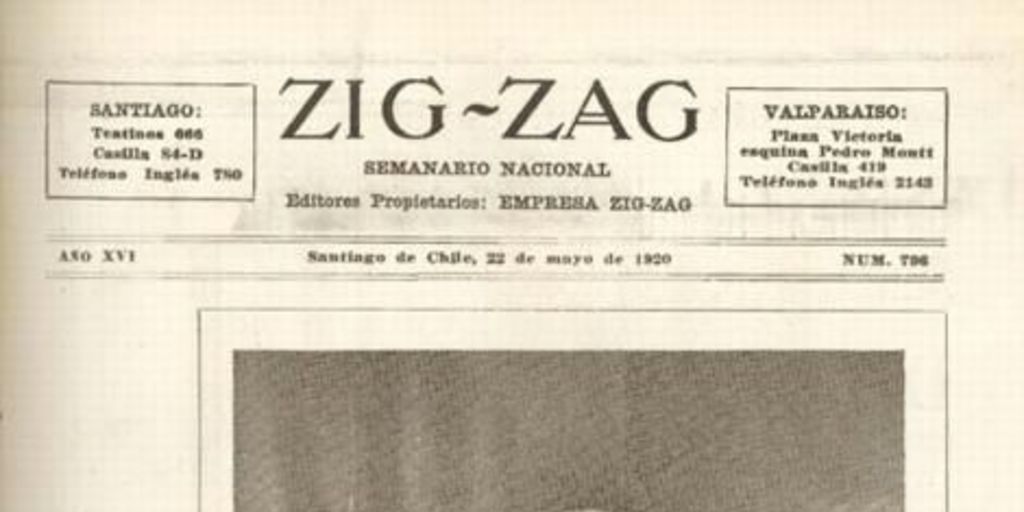 SANTIAGO:
Teatinos 666
Casilla 84-D
Teléfono Inglés 780
ZIG-ZAG
SEMANARIO NACIONAL
Editores Propietarios: EMPRESA ZIG-ZAG
VALPARAISO:
Plaza Victoria
esquina Pedro Montt
Casilla 419
Teléfono Inglés 2143
AÑO XVI
Santiago de Chile, 22 de mayo de 1920
NUM. 796